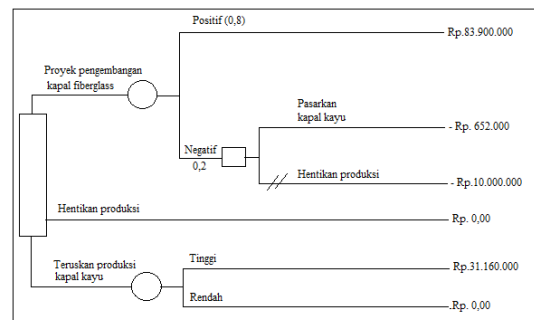 Positif (0,8)
Rp.83.900.000
Proyek pengembangan
kapal fiberglass
Pasarkan
kapal kayu
- Rp. 652.000
Negatif
0,2
Hentikan produksi
- Rp.10.000.000
Hentikan produksi
Rp. 0,00
Teruskan produksi
kapal kayu
Tinggi
Rp.31.160.000
Rendah
-Rp. 0,00